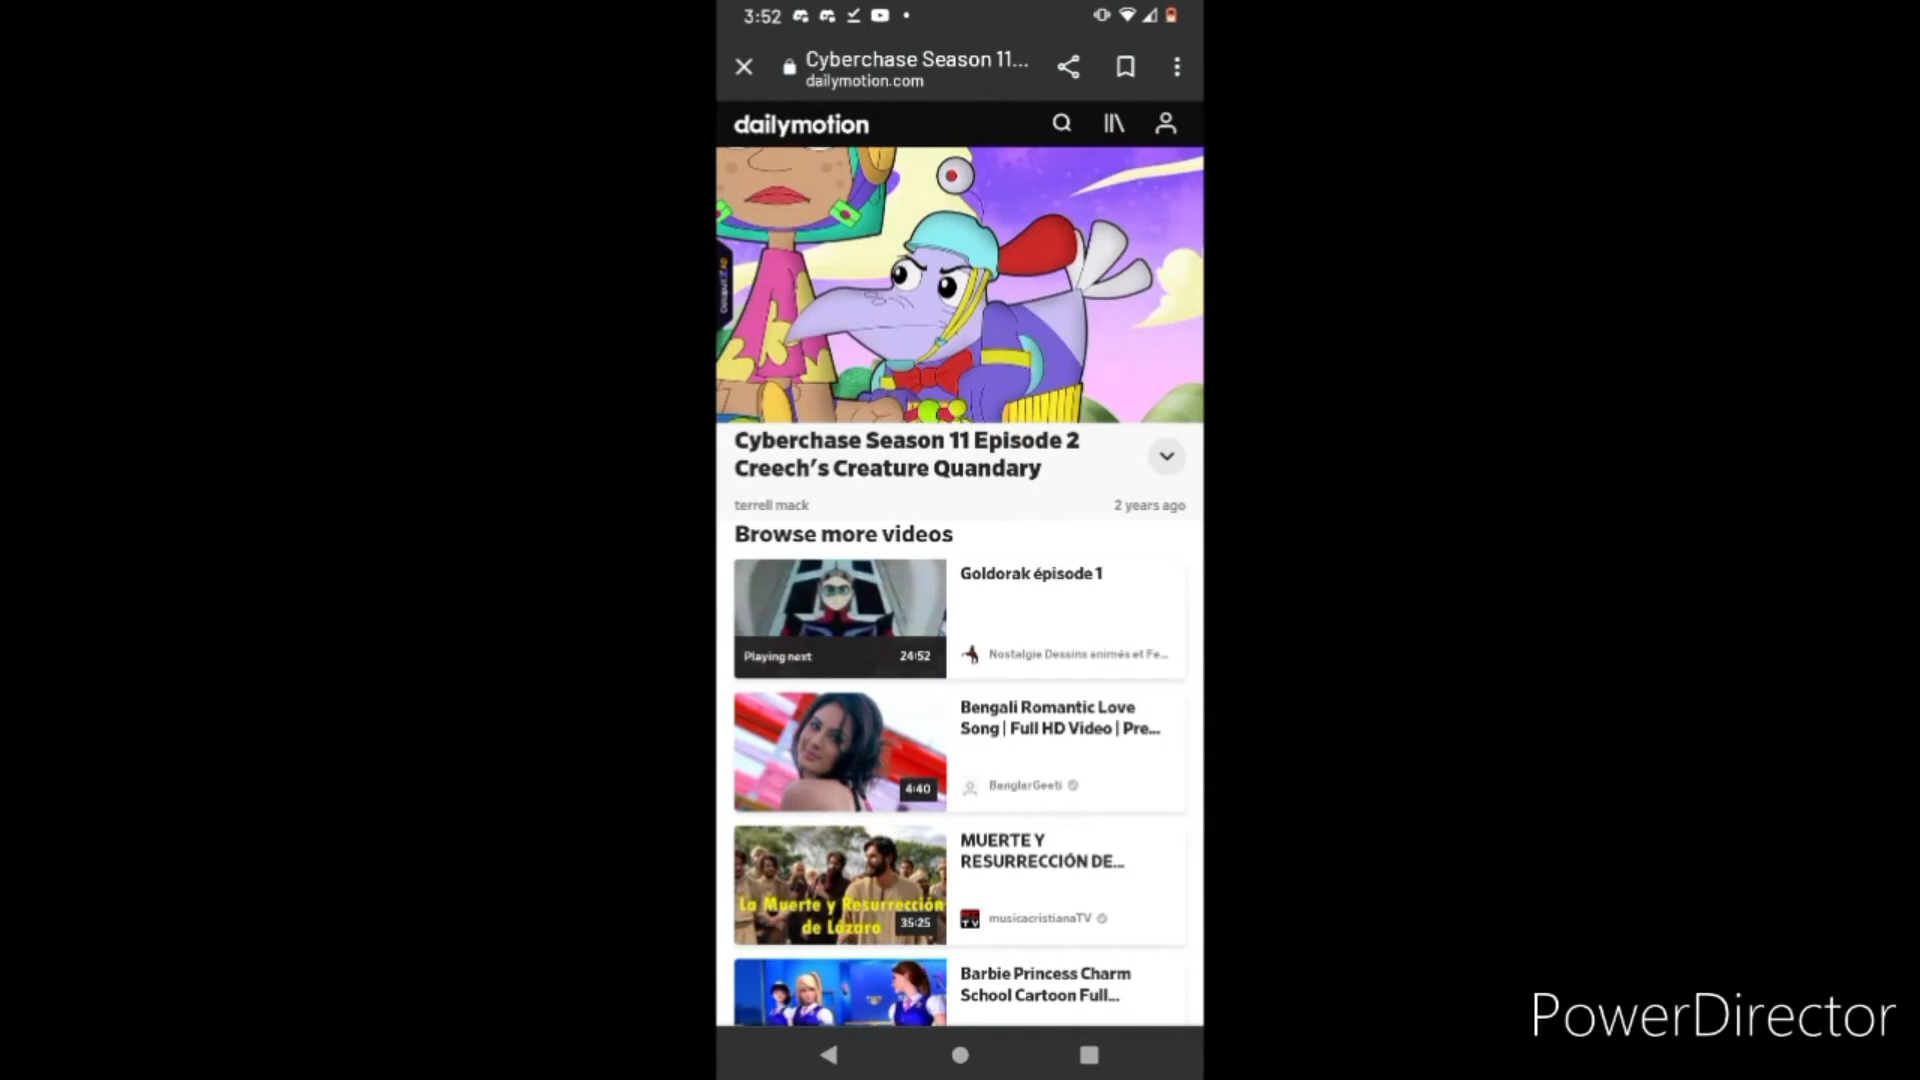 3:52
Cyberchase Season 11...
dailymotion.com
dailymotion
Cyberchase Season 11 Episode 2
Creech's Creature Quandary
terrell mack
2 years ago
Browse more videos
Playing next
24:52
Goldorak épisode 1
Nostalgie Dessins animés et Fe...
4:40
Bengali Romantic Love
Song | Full HD Video | Pre...
BanglarGeeti
La Muerte y Resurrección
de Lázaro
35:25
MUERTE Y
RESURRECCIÓN DE...
musicacristianaTV
Barbie Princess Charm
School Cartoon Full...
PowerDirector